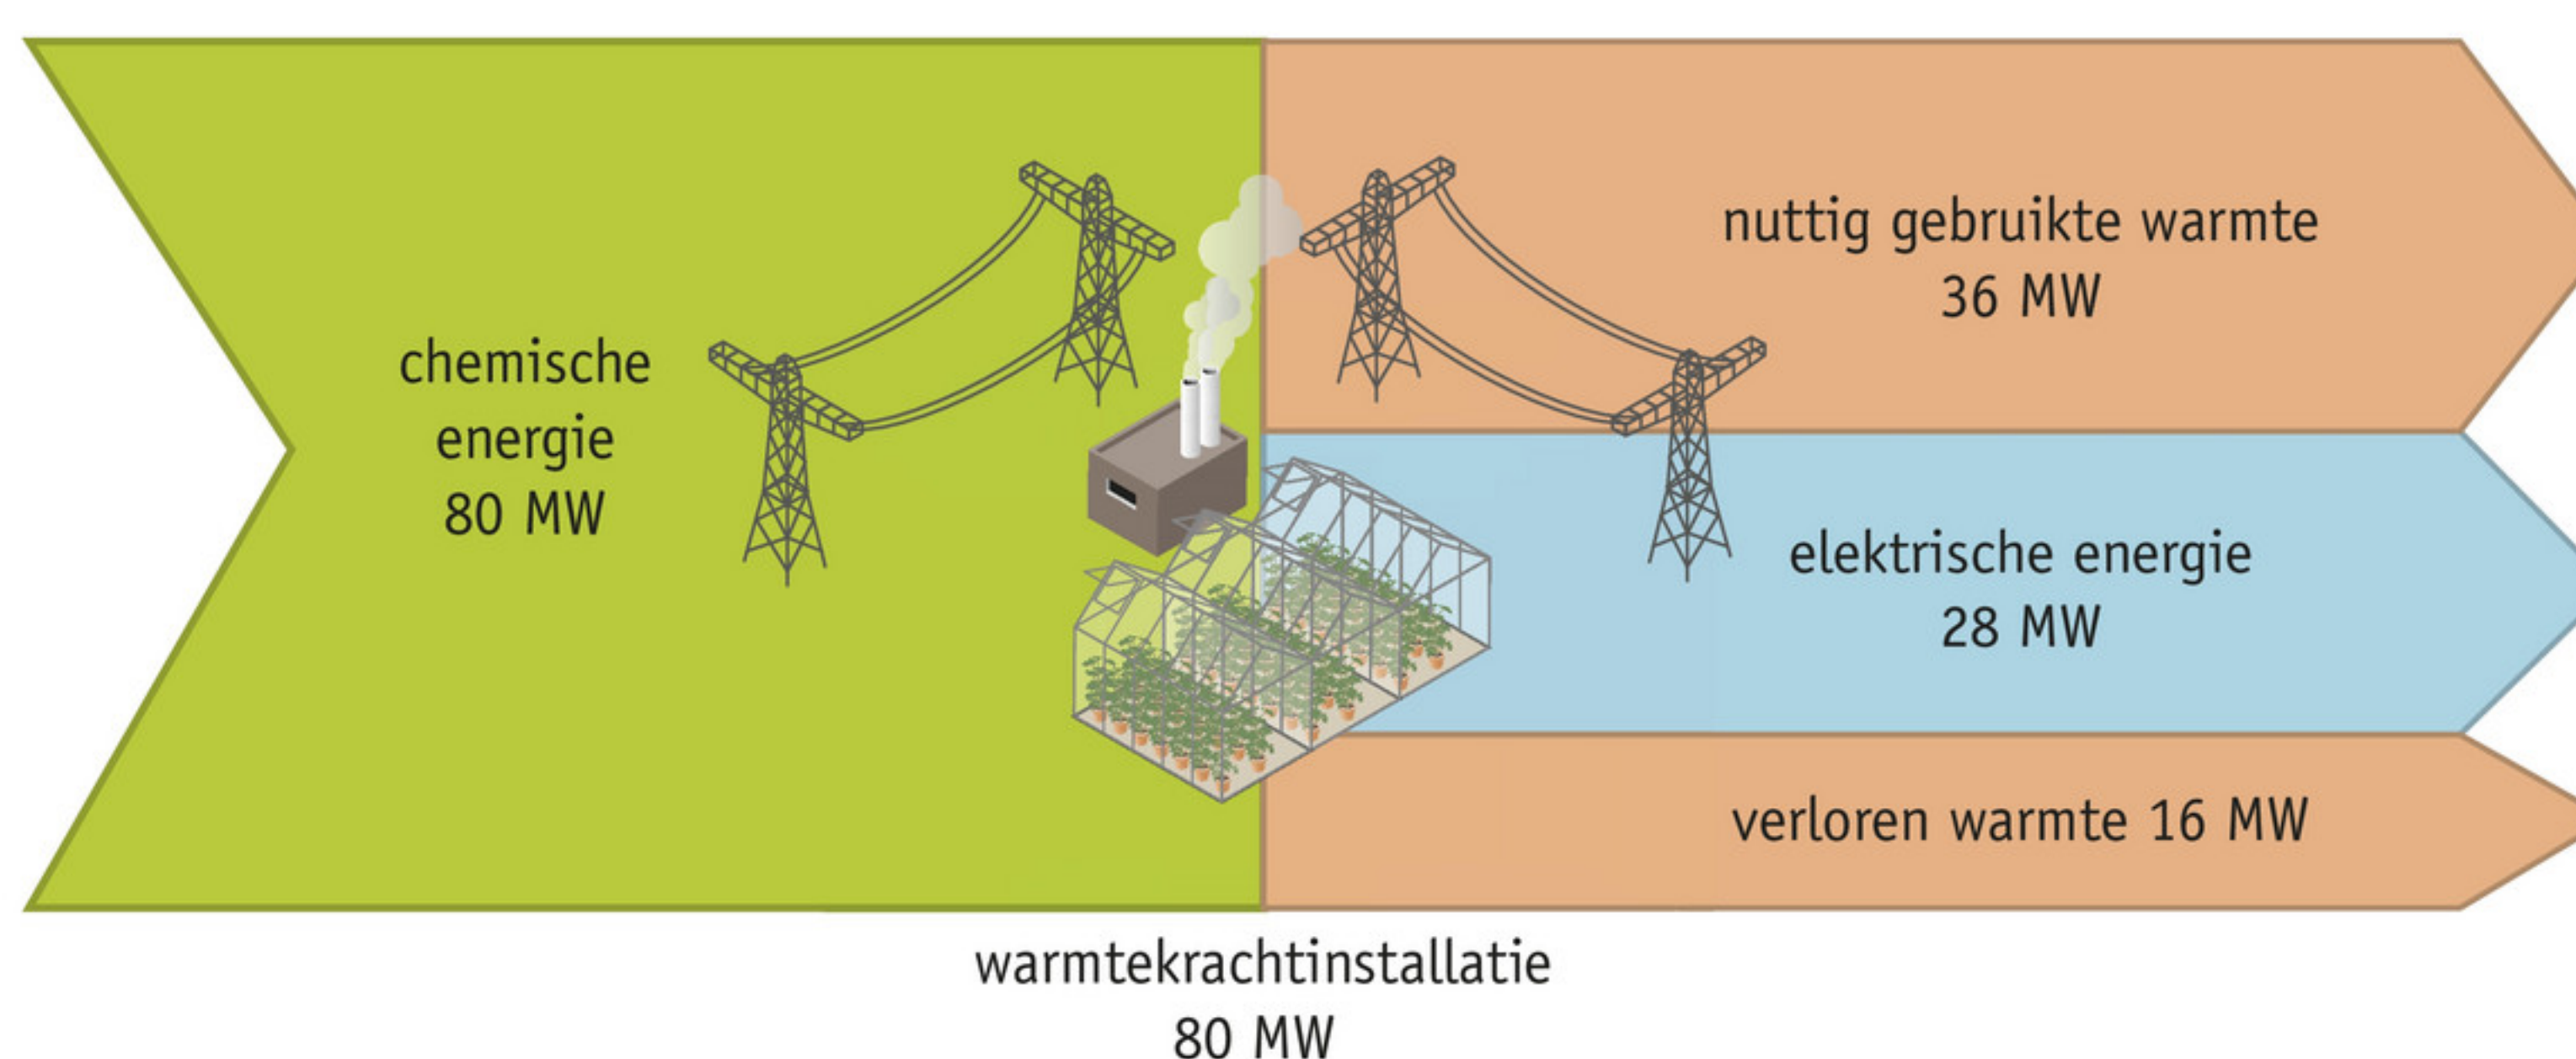 chemische
energie
80 MW
nuttig gebruikte warmte
36 MW
elektrische energie
28 MW
verloren warmte 16 MW
warmtekrachtinstallatie
80 MW